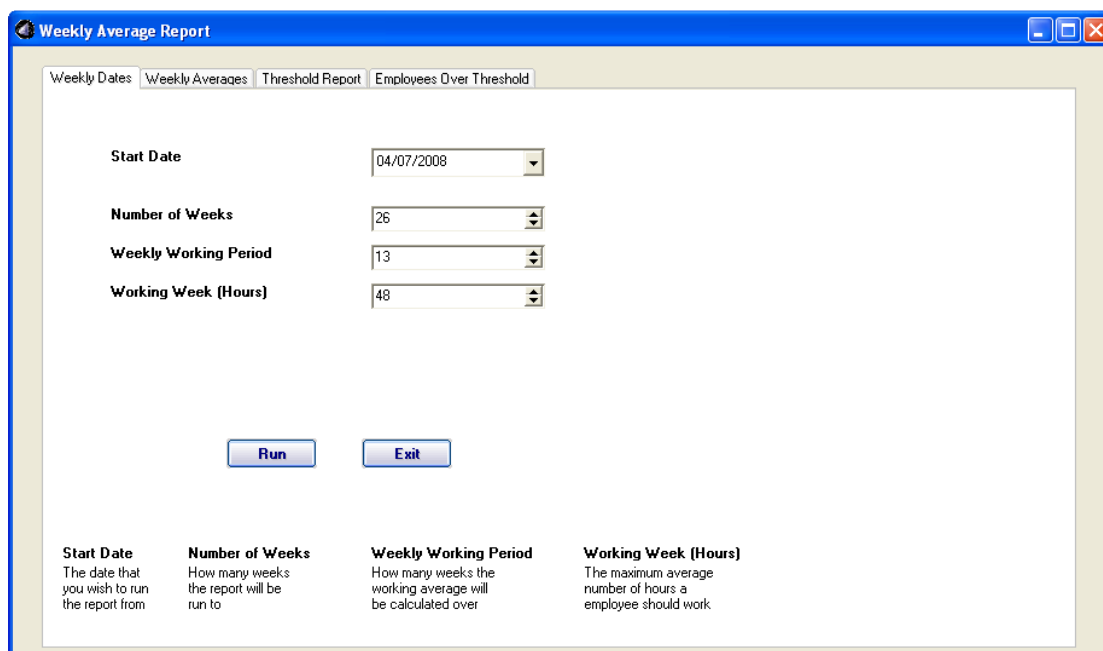 Weekly Average Report
Weekly Dates Weekly Averages Threshold Report Employees Over Threshold
Start Date 04/07/2008
Number of Weeks 26
Weekly Working Period 13
Working Week (Hours) 48
Run Exit
Start Date
The date that
you wish to run
the report from
Number of Weeks
How many weeks
the report will be
run to
Weekly Working Period
How many weeks the
working average will
be calculated over
Working Week (Hours)
The maximum average
number of hours a
employee should work